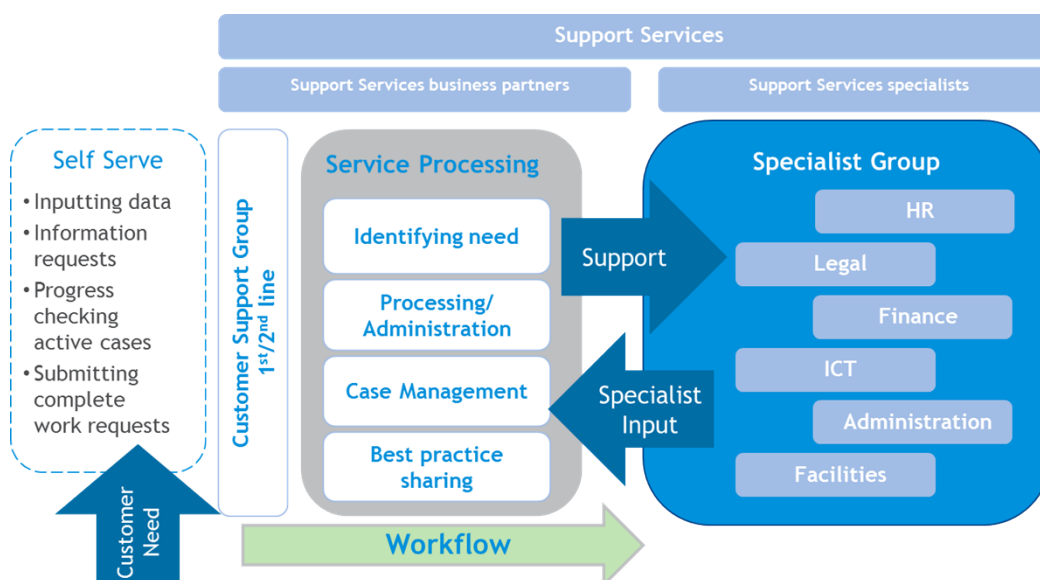 Support Services
Support Services business partners
Support Services specialists
Self Serve
• Inputting data
• Information
requests
• Progress
checking
active cases
• Submitting
complete
work requests
Customer
Need
Customer Support Group
1st/2nd line
Service Processing
Identifying need
Processing/
Administration
Case Management
Best practice
sharing
Support
Specialist
Input
Specialist Group
HR
Legal
Finance
ICT
Administration
Facilities
Workflow